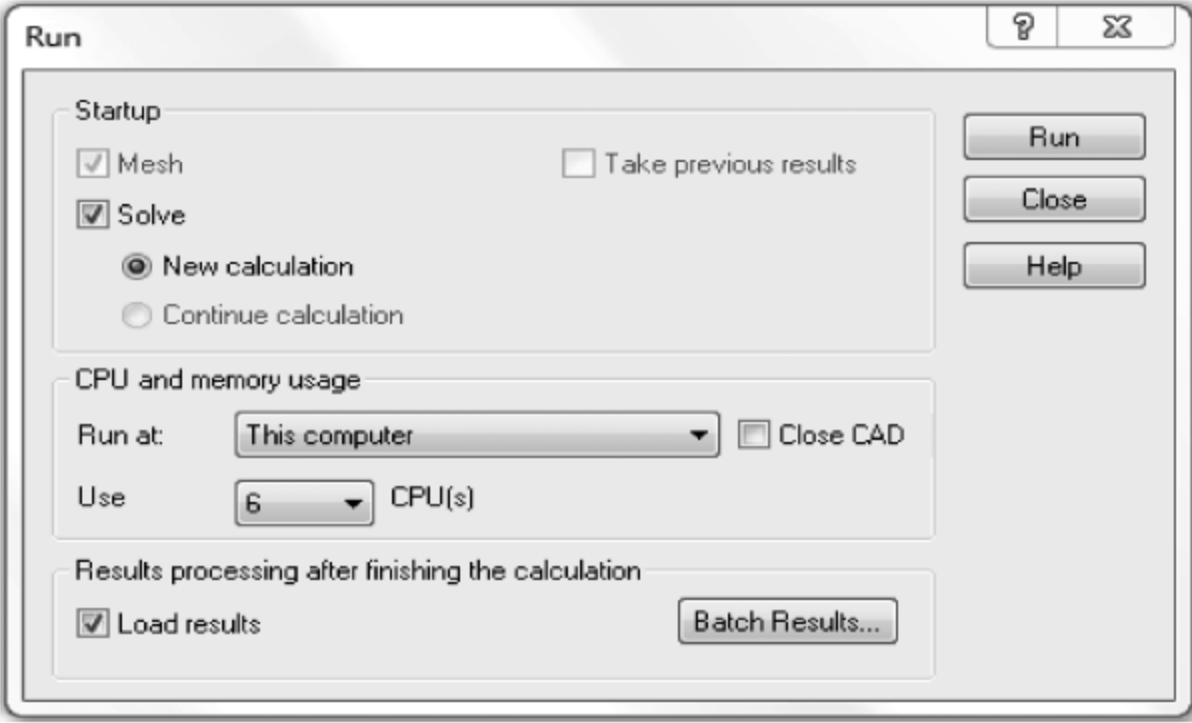 Run
?
Startup
Mesh
Take previous results
Solve
New calculation
Continue calculation
Run
Close
Help
CPU and memory usage
Run at: This computer
Close CAD
Use 6 CPU(s)
Results processing after finishing the calculation
Load results
Batch Results...